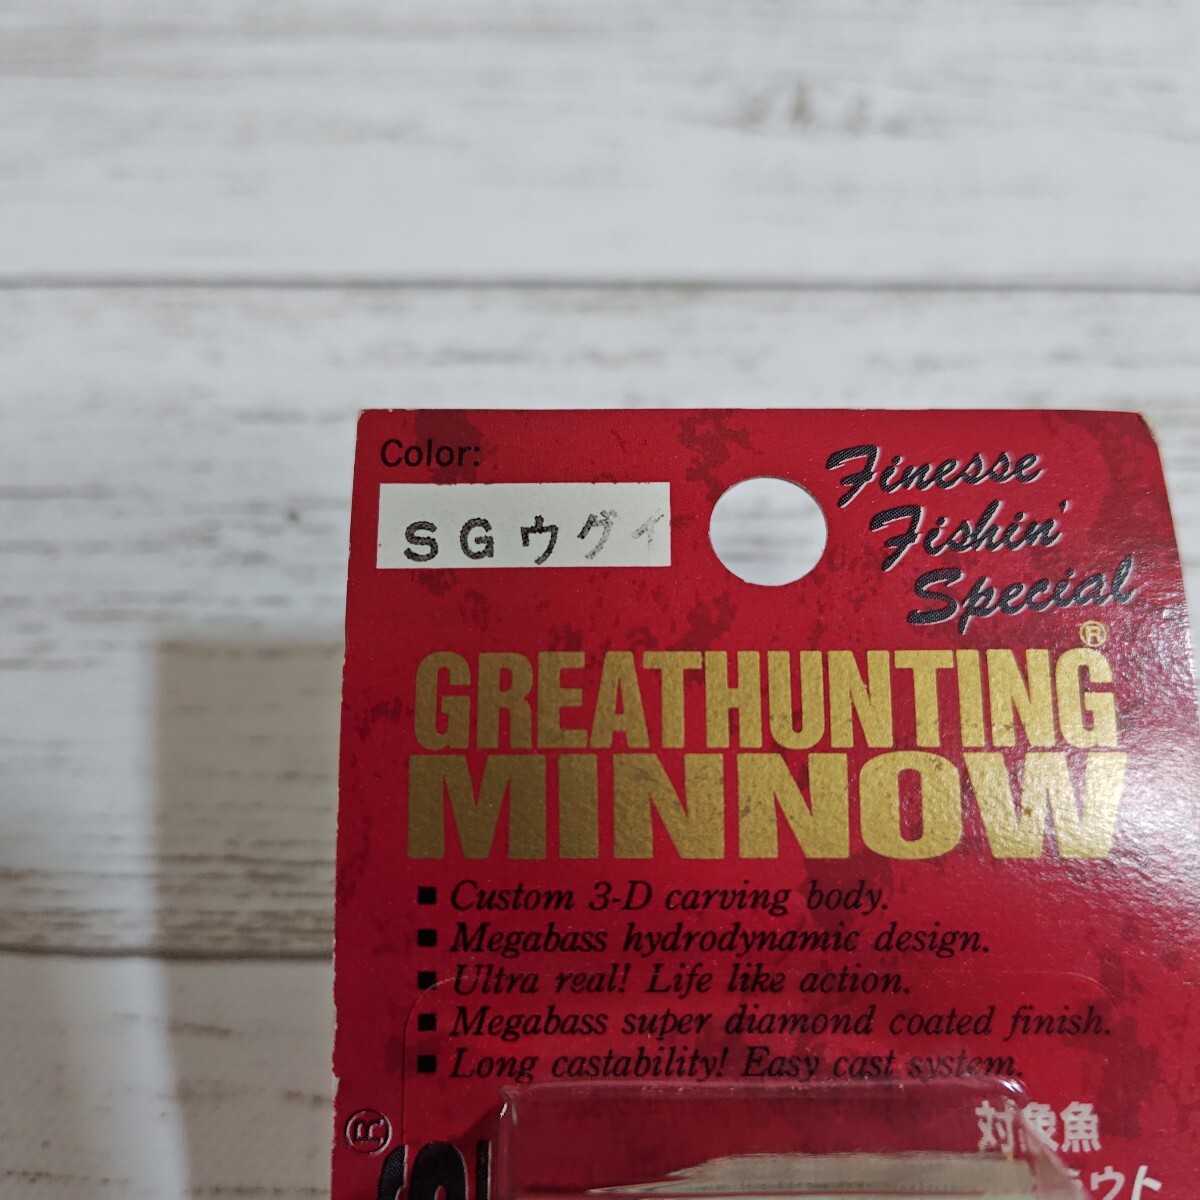 Color:
SGウグイ
Finesse
Fishin'
Special
GREATHUNTING®
MINNOW
■ Custom 3-D carving body.
■ Megabass hydrodynamic design.
■ Ultra real! Life like action.
■ Megabass super diamond coated finish.
■ Long castability! Easy cast system.
対象魚
®